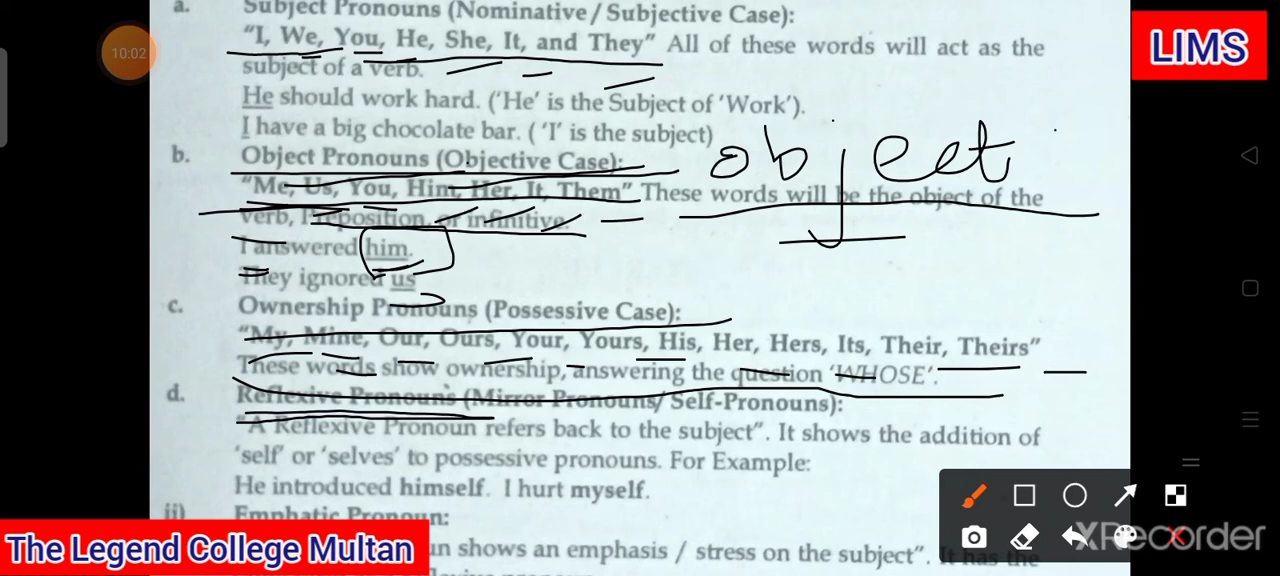 a. Subject Pronouns (Nominative / Subjective Case):
10:02
LIMS
"I, We, You, He, She, It, and They" All of these words will act as the
subject of a verb.
He should work hard. ('He' is the Subject of 'Work').
I have a big chocolate bar. ( 'I' is the subject)
object
b. Object Pronouns (Objective Case):
"Me, Us, You, Him, Her, It, Them" These words will be the object of the
verb, Preposition, or infinitive.
I answered him.
They ignored us
c. Ownership Pronouns (Possessive Case):
"My, Mine, Our, Ours, Your, Yours, His, Her, Hers, Its, Their, Theirs"
These words show ownership, answering the question 'WHOSE'.
d. Reflexive Pronouns (Mirror Pronouns/ Self-Pronouns):
"A Reflexive Pronoun refers back to the subject". It shows the addition of
'self' or 'selves' to possessive pronouns. For Example:
He introduced himself. I hurt myself.
ii) Emphatic Pronoun:
The Legend College Multan
un shows an emphasis / stress on the subject". It has the
XRecorder